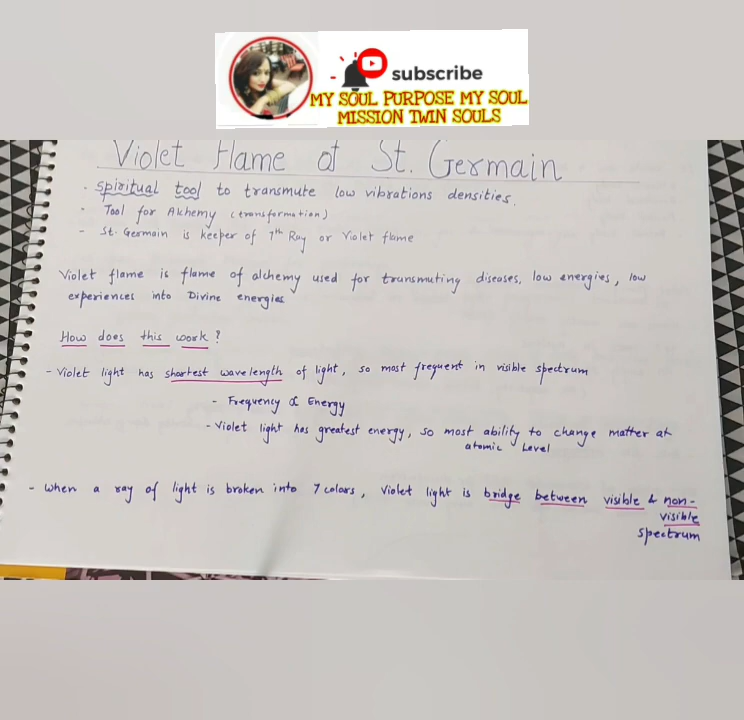 subscribe
MY SOUL PURPOSE MY SOUL
MISSION TWIN SOULS
Violet Flame of St. Germain
- spiritual tool to transmute low vibrations densities.
- Tool for Alchemy (transformation)
- St. Germain is keeper of 7th Ray or Violet flame
Violet flame is flame of alchemy used for transmuting diseases, low energies, low
experiences into Divine energies
How does this work?
- Violet light has shortest wavelength of light, so most frequent in visible spectrum
- Frequency ∝ Energy
- Violet light has greatest energy, so most ability to change matter at
atomic Level
- When a ray of light is broken into 7 colors, Violet light is bridge between visible & non-
visible
spectrum